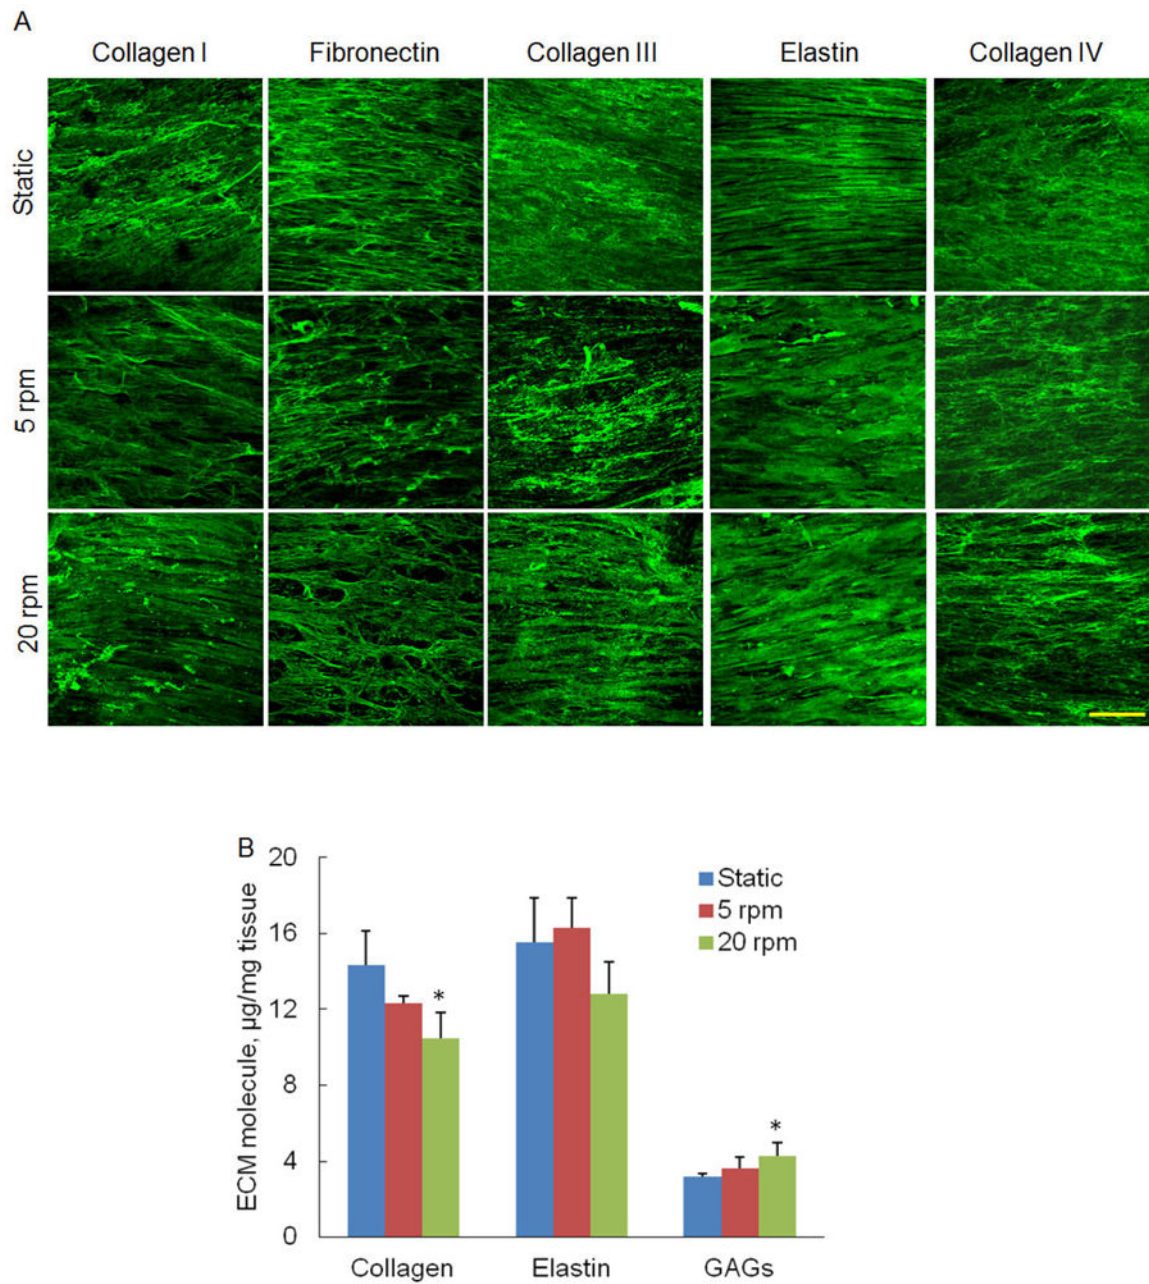 A
Collagen I Fibronectin Collagen III Elastin Collagen IV
Static
5 rpm
20 rpm
B
ECM molecule, µg/mg tissue
20
16
12
8
4
0
Static
5 rpm
20 rpm
*
*
Collagen Elastin GAGs